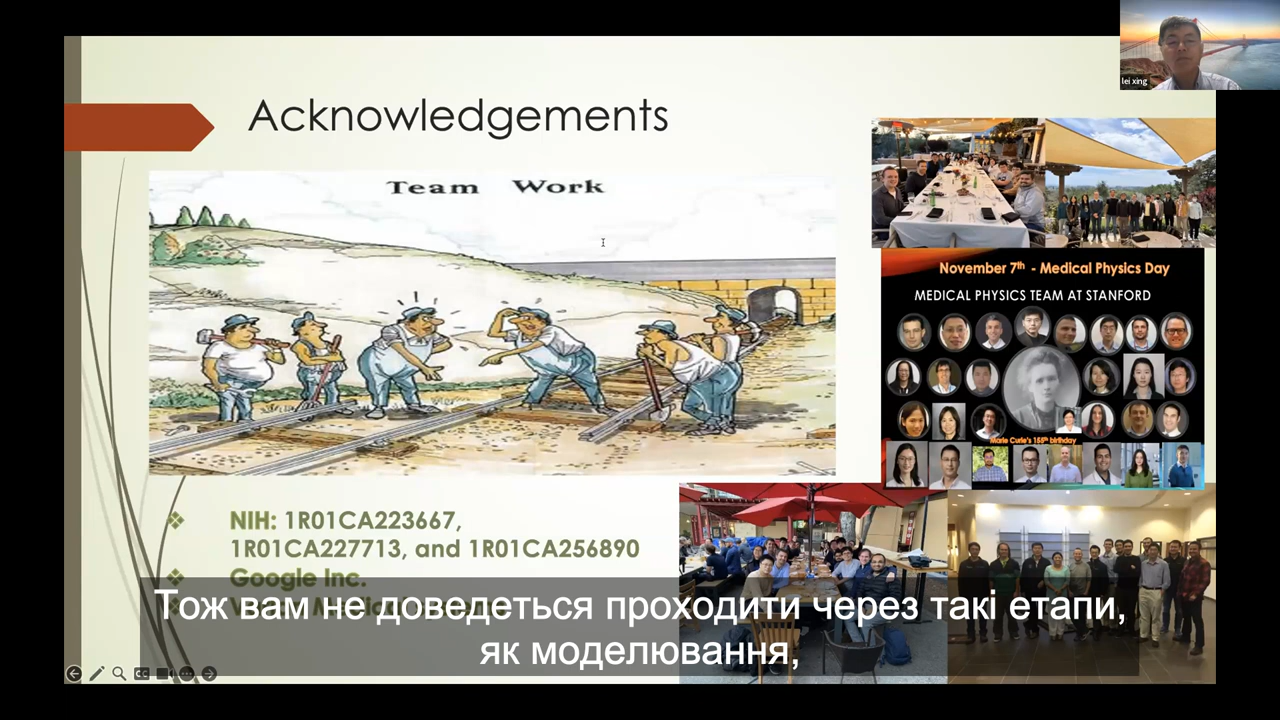 lei xing
Acknowledgements
Team Work
November 7th - Medical Physics Day
MEDICAL PHYSICS TEAM AT STANFORD
Marie Curie's 155th birthday
NIH: 1R01CA223667,
1R01CA227713, and 1R01CA256890
Google Inc.
Тож вам не доведеться проходити через такі етапи,
як моделювання,